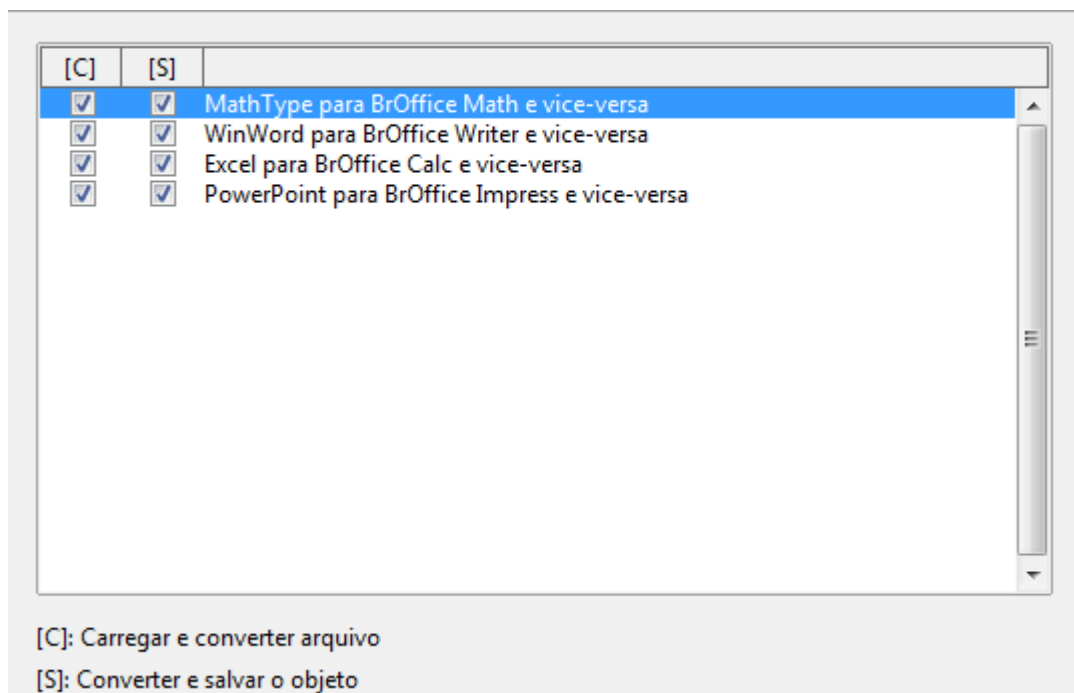 [C] [S]
MathType para BrOffice Math e vice-versa
WinWord para BrOffice Writer e vice-versa
Excel para BrOffice Calc e vice-versa
PowerPoint para BrOffice Impress e vice-versa
[C]: Carregar e converter arquivo
[S]: Converter e salvar o objeto